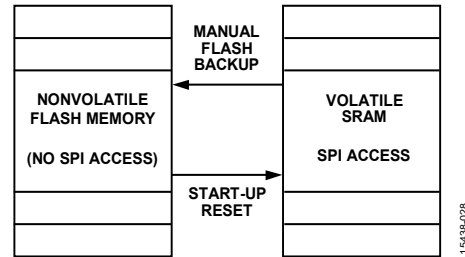 MANUAL
FLASH
BACKUP
NONVOLATILE
FLASH MEMORY
(NO SPI ACCESS)
VOLATILE
SRAM
SPI ACCESS
START-UP
RESET
15438-028